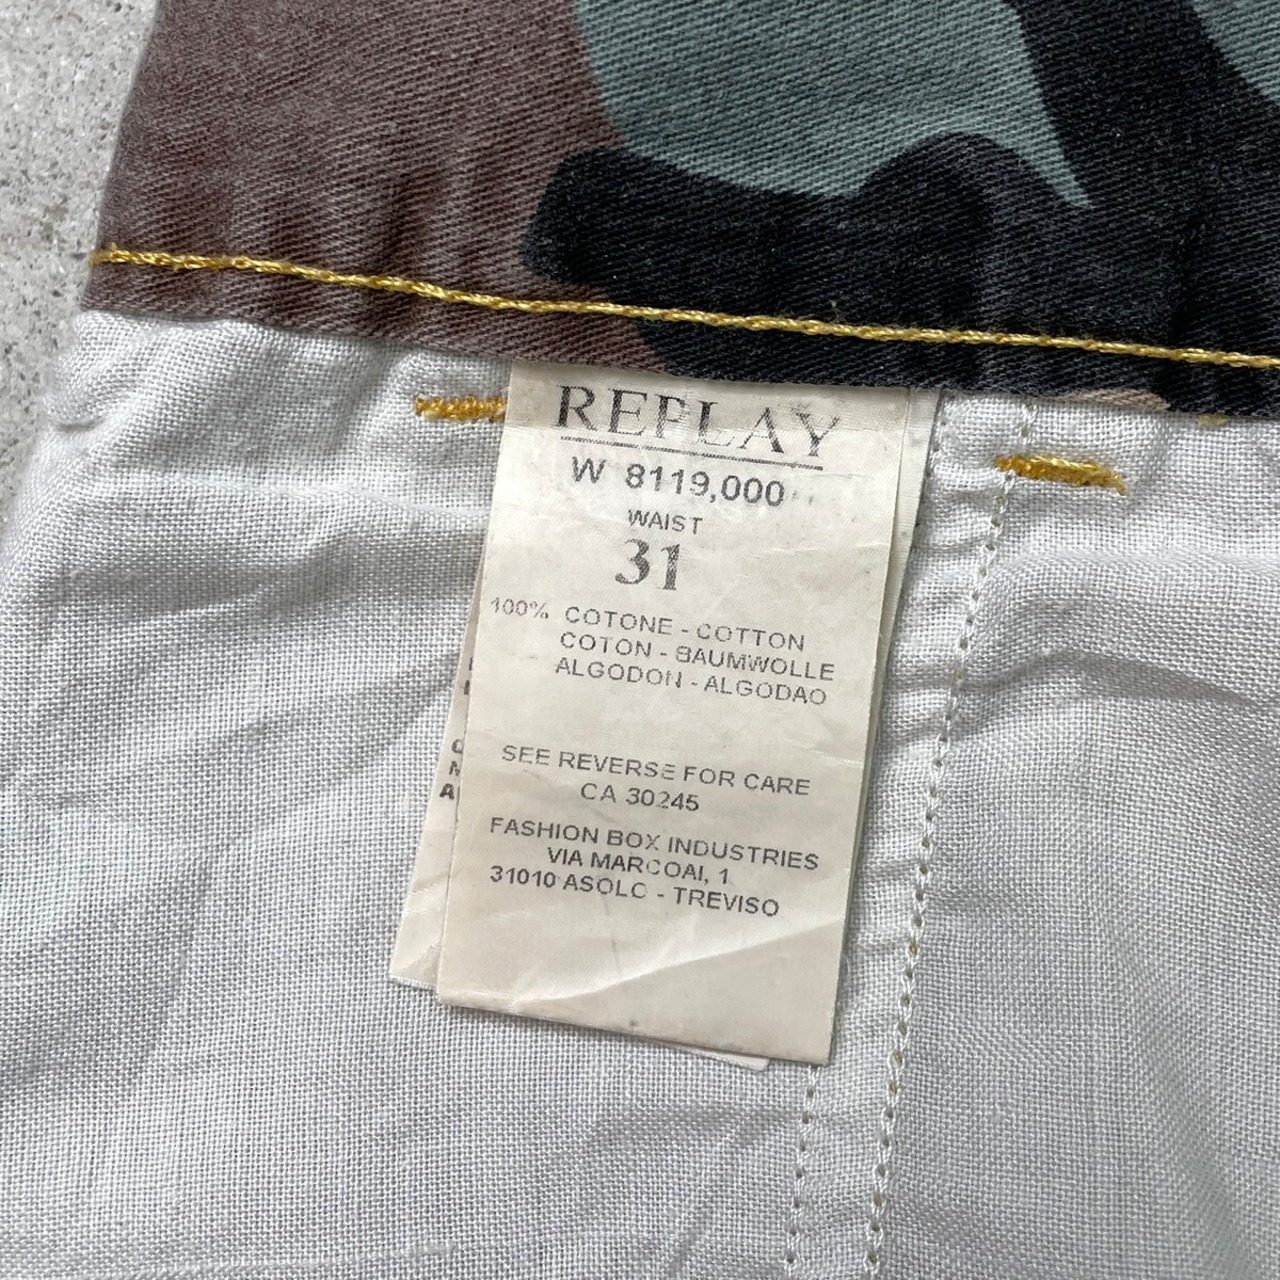 REPLAY
W 8119,000
WAIST
31
100% COTONE - COTTON
COTON - BAUMWOLLE
ALGODON - ALGODAO
SEE REVERSE FOR CARE
CA 30245
FASHION BOX INDUSTRIES
VIA MARCOAI, 1
31010 ASOLO - TREVISO